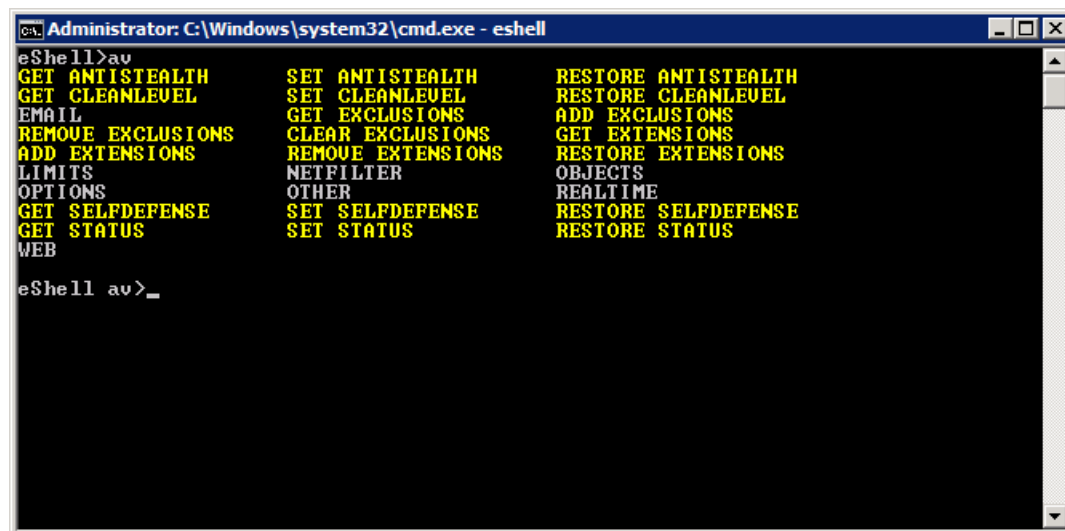 Administrator: C:\Windows\system32\cmd.exe - eshell
eShell>av
GET ANTISTEALTH SET ANTISTEALTH RESTORE ANTISTEALTH
GET CLEANLEVEL SET CLEANLEVEL RESTORE CLEANLEVEL
EMAIL GET EXCLUSIONS ADD EXCLUSIONS
REMOVE EXCLUSIONS CLEAR EXCLUSIONS GET EXTENSIONS
ADD EXTENSIONS REMOVE EXTENSIONS RESTORE EXTENSIONS
LIMITS NETFILTER OBJECTS
OPTIONS OTHER REALTIME
GET SELFDEFENSE SET SELFDEFENSE RESTORE SELFDEFENSE
GET STATUS SET STATUS RESTORE STATUS
WEB
eShell av>_